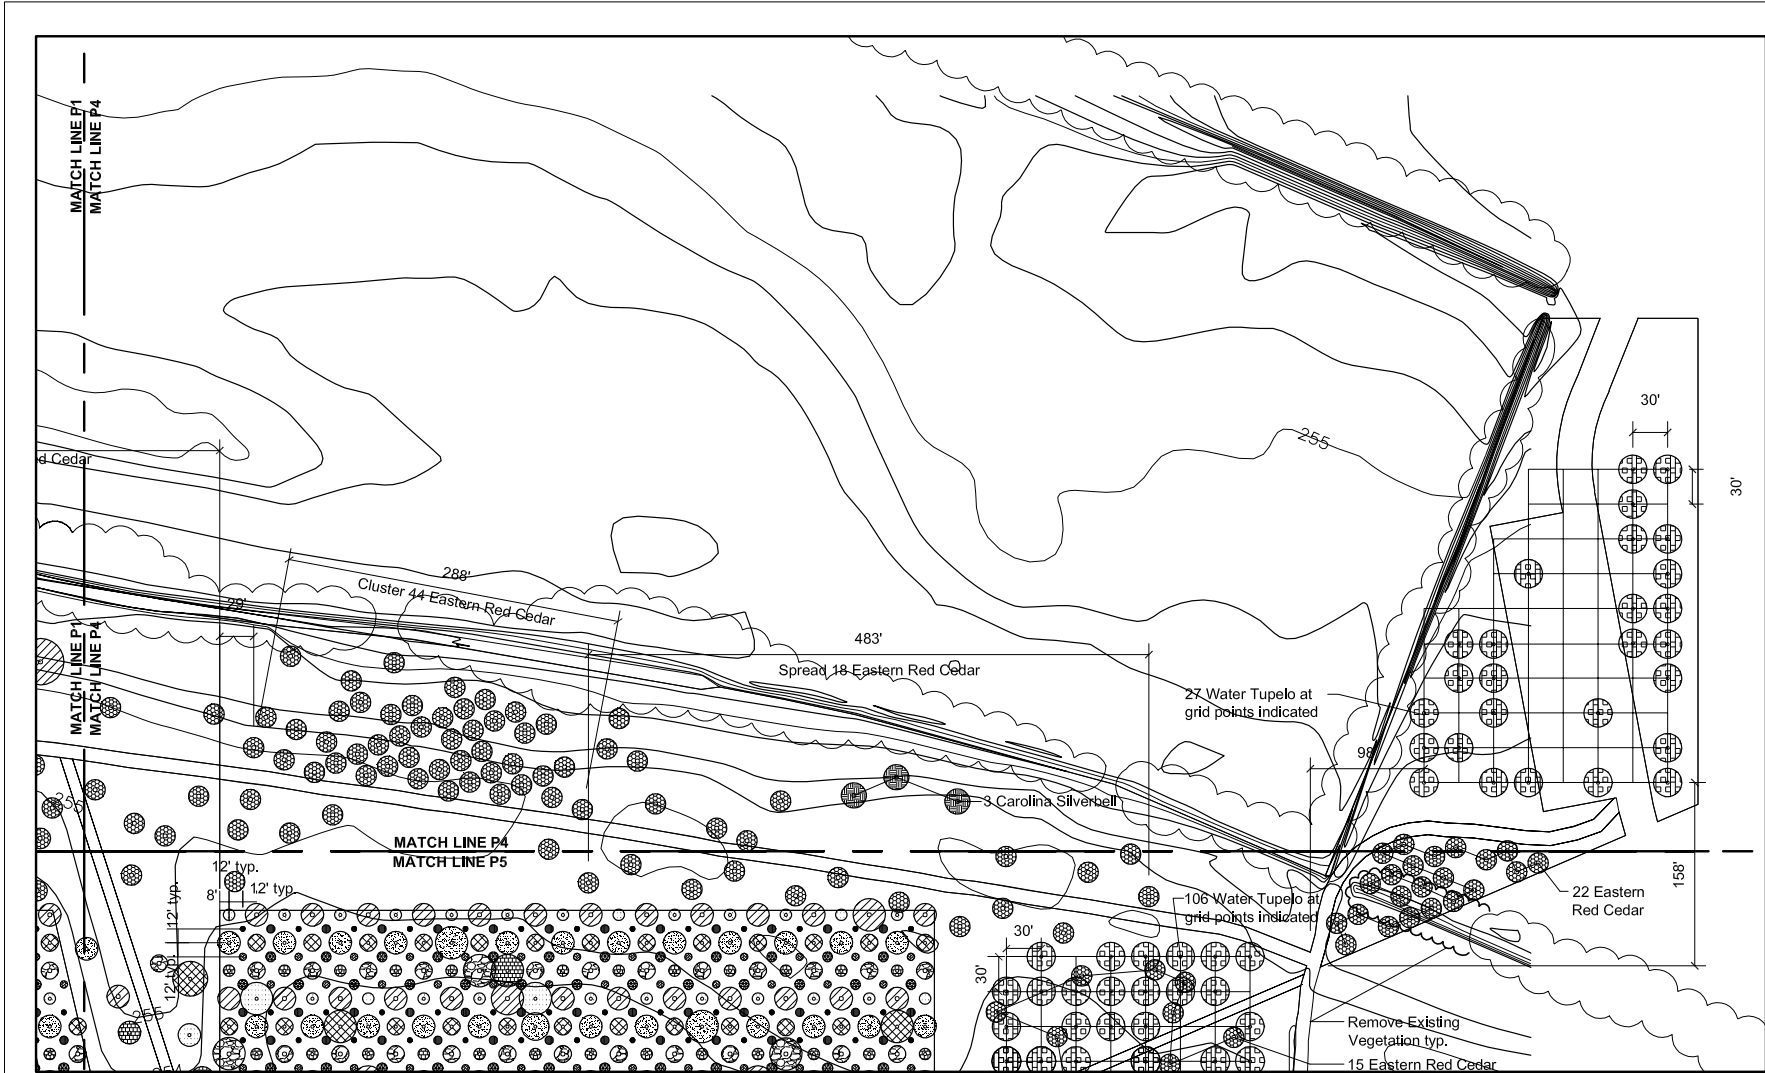 MATCH LINE P1
MATCH LINE P4
255
30'
30'
d Cedar
288'
Cluster 44 Eastern Red Cedar
29'
MATCH LINE P1
MATCH LINE P4
483'
Spread 18 Eastern Red Cedar
27 Water Tupelo at
grid points indicated
98'
3 Carolina Silverbell
255
MATCH LINE P4
MATCH LINE P5
12' typ.
8'
12' typ.
12' typ.
12' typ.
158'
22 Eastern
Red Cedar
106 Water Tupelo at
grid points indicated
30'
30'
255
Remove Existing
Vegetation typ.
15 Eastern Red Cedar